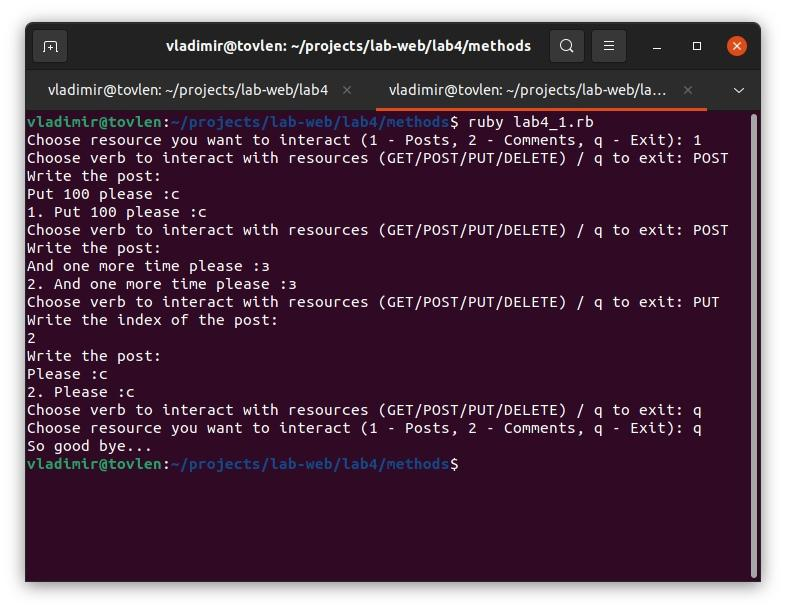 vladimir@tovlen: ~/projects/lab-web/lab4/methods
vladimir@tovlen: ~/projects/lab-web/lab4
vladimir@tovlen: ~/projects/lab-web/la...
vladimir@tovlen:~/projects/lab-web/lab4/methods$ ruby lab4_1.rb
Choose resource you want to interact (1 - Posts, 2 - Comments, q - Exit): 1
Choose verb to interact with resources (GET/POST/PUT/DELETE) / q to exit: POST
Write the post:
Put 100 please :c
1. Put 100 please :c
Choose verb to interact with resources (GET/POST/PUT/DELETE) / q to exit: POST
Write the post:
And one more time please :з
2. And one more time please :з
Choose verb to interact with resources (GET/POST/PUT/DELETE) / q to exit: PUT
Write the index of the post:
2
Write the post:
Please :c
2. Please :c
Choose verb to interact with resources (GET/POST/PUT/DELETE) / q to exit: q
Choose resource you want to interact (1 - Posts, 2 - Comments, q - Exit): q
So good bye...
vladimir@tovlen:~/projects/lab-web/lab4/methods$